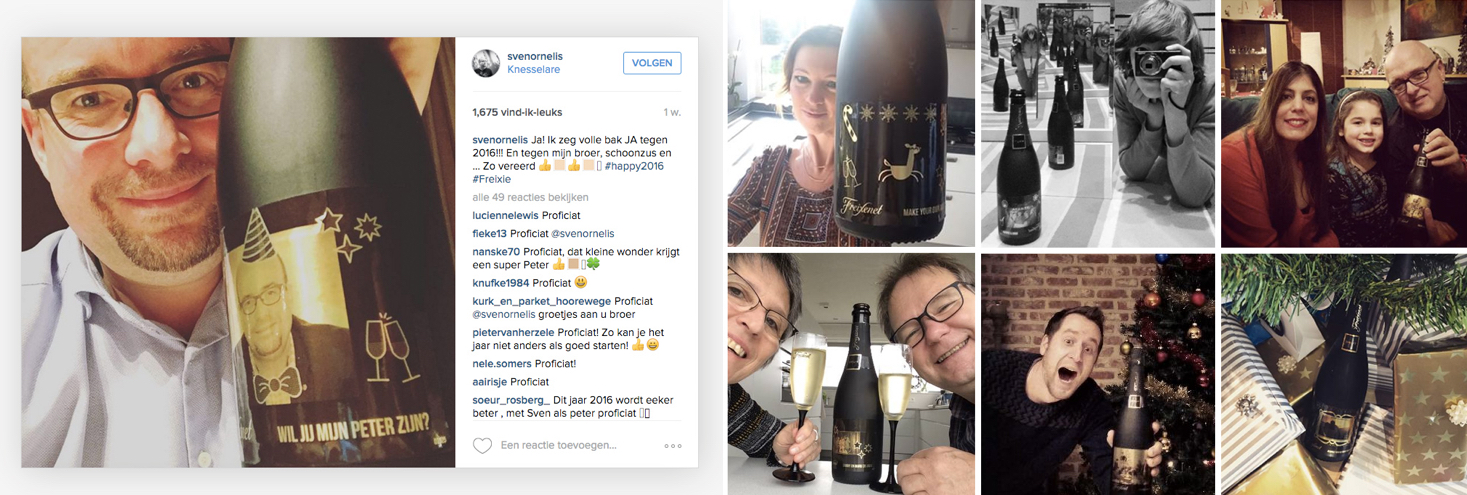 svenornelis
Knesselare
VOLGEN
1,675 vind-ik-leuks
1 w.
svenornelis Ja! Ik zeg volle bak JA tegen
2016!!! En tegen mijn broer, schoonzus en
... Zo vereerd 👍🏻👍🏻 #happy2016
#Freixie
alle 49 reacties bekijken
luciennelewis Proficiat
fieke13 Proficiat @svenornelis
nanske70 Proficiat, dat kleine wonder krijgt
een super Peter 👍🏽🍀
knufke1984 Proficiat 😃
kurk_en_parket_hoorewege Proficiat
@svenornelis groetjes aan u broer
pietervanherzele Proficiat! Zo kan je het
jaar niet anders als goed starten! 👍😄
nele.somers Proficiat!
aairisje Proficiat
soeur_rosberg_ Dit jaar 2016 wordt eeker
beter , met Sven als peter proficiat
Een reactie toevoegen...
WIL JIJ MIJN PETER ZIJN?
Freixenet
MAKE YOUR OWN